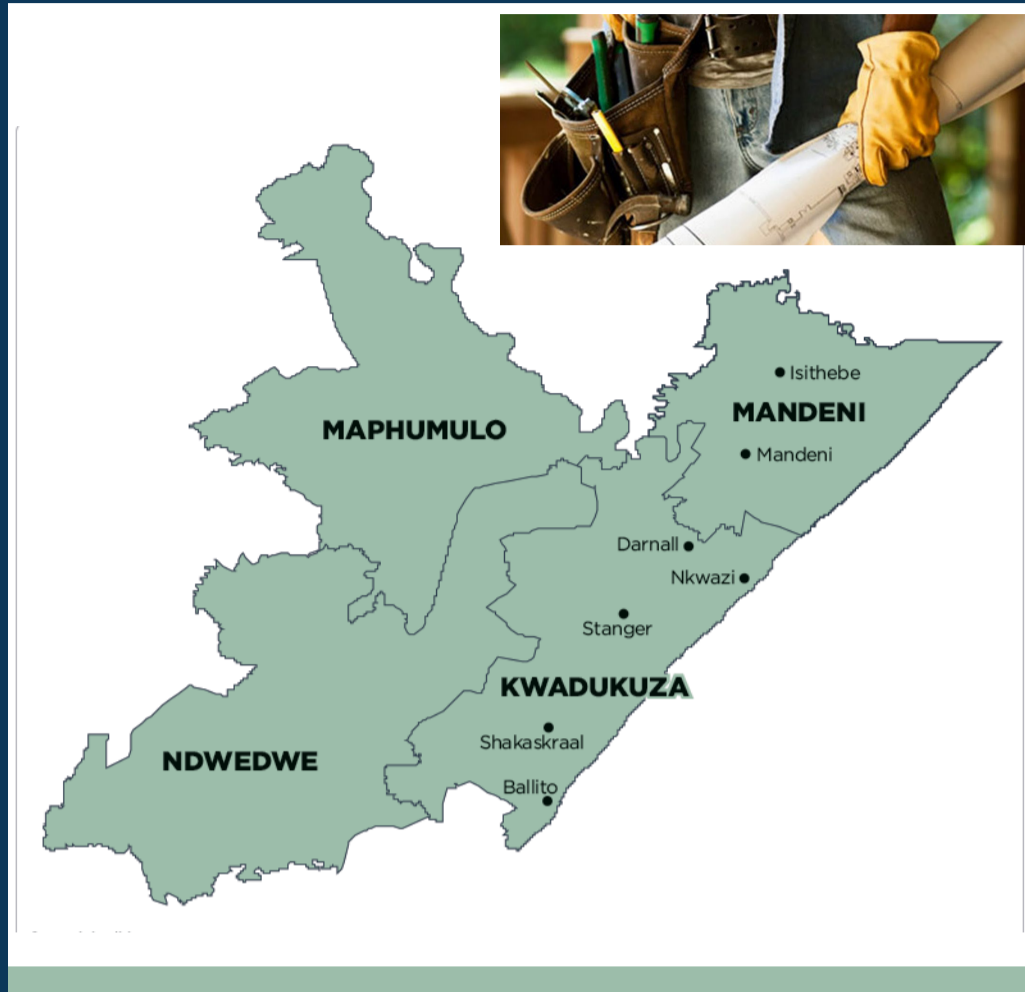 Isithebe
MANDENI
MAPHUMULO
Mandeni
Darnall
Nkwazi
Stanger
KWADUKUZA
Shakaskraal
NDWEDWE
Ballito